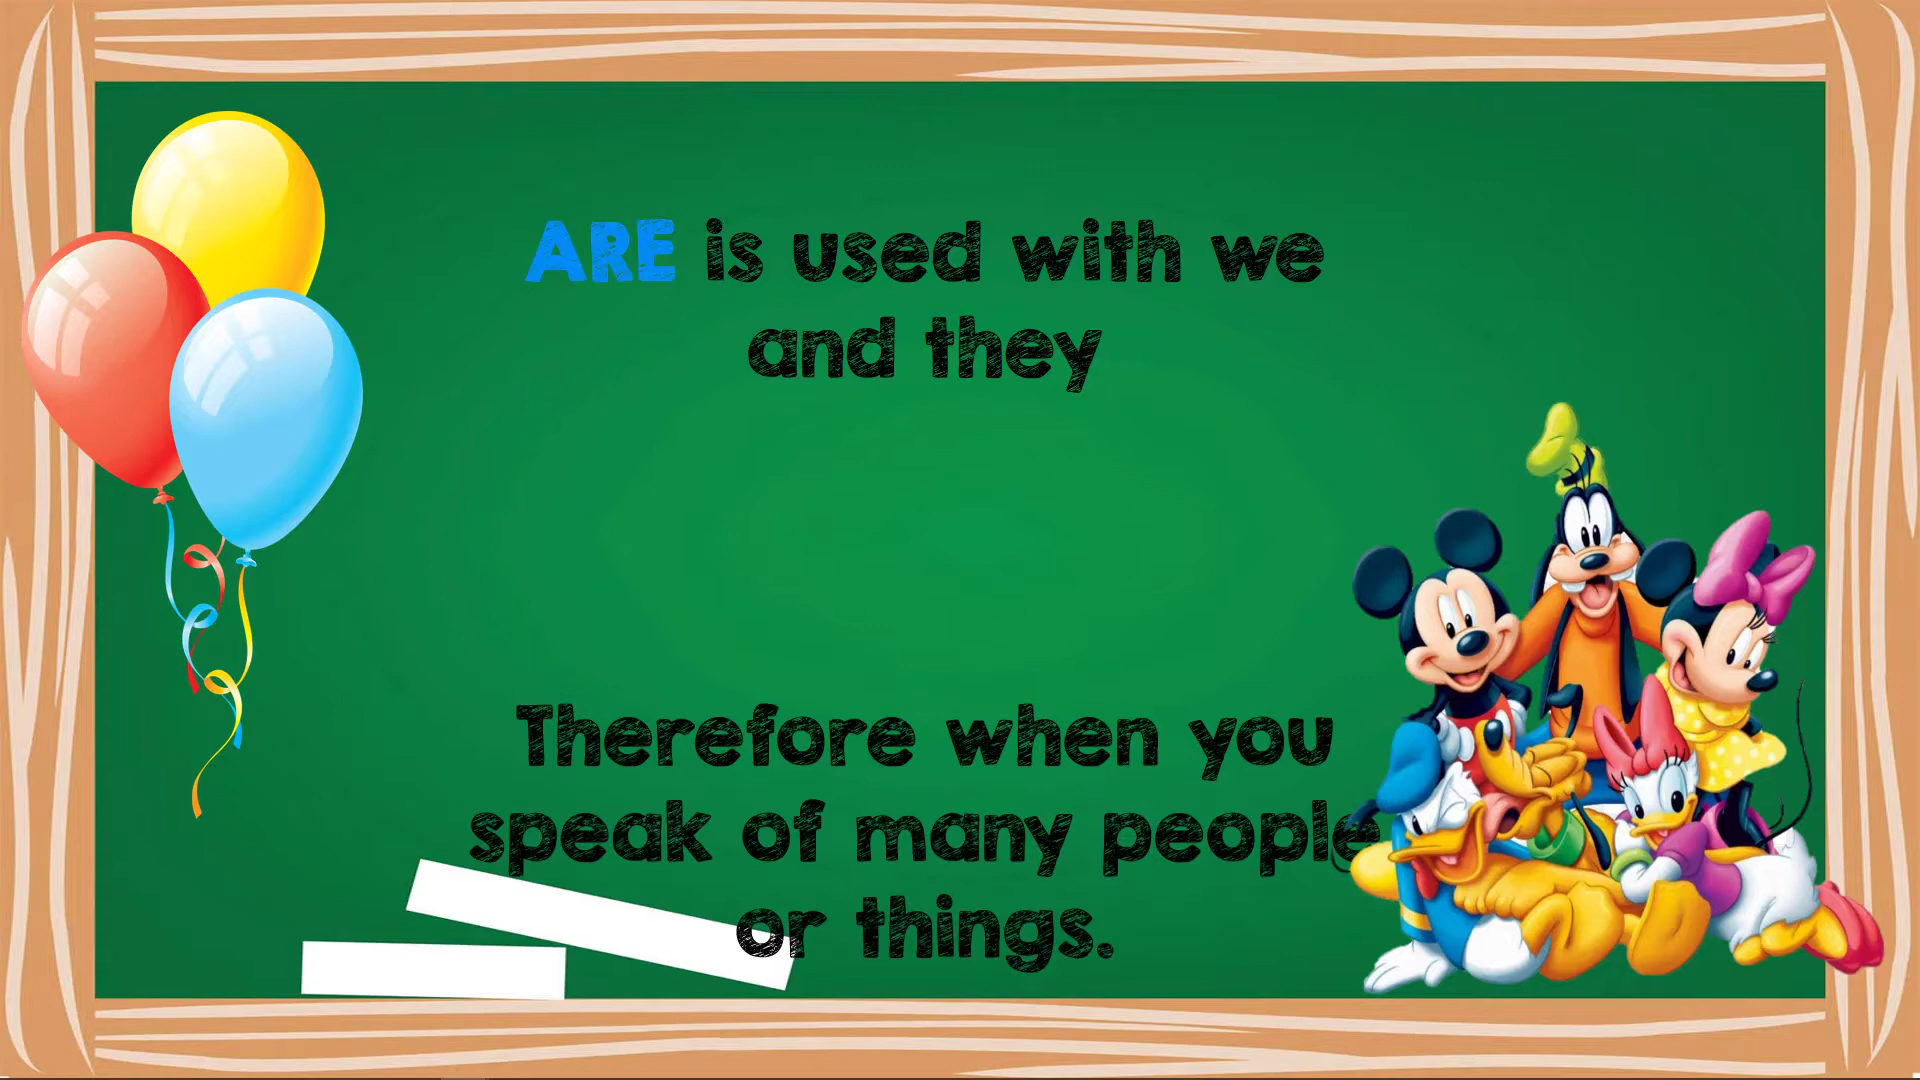 ARE is used with we
and they
Therefore when you
speak of many people
or things.